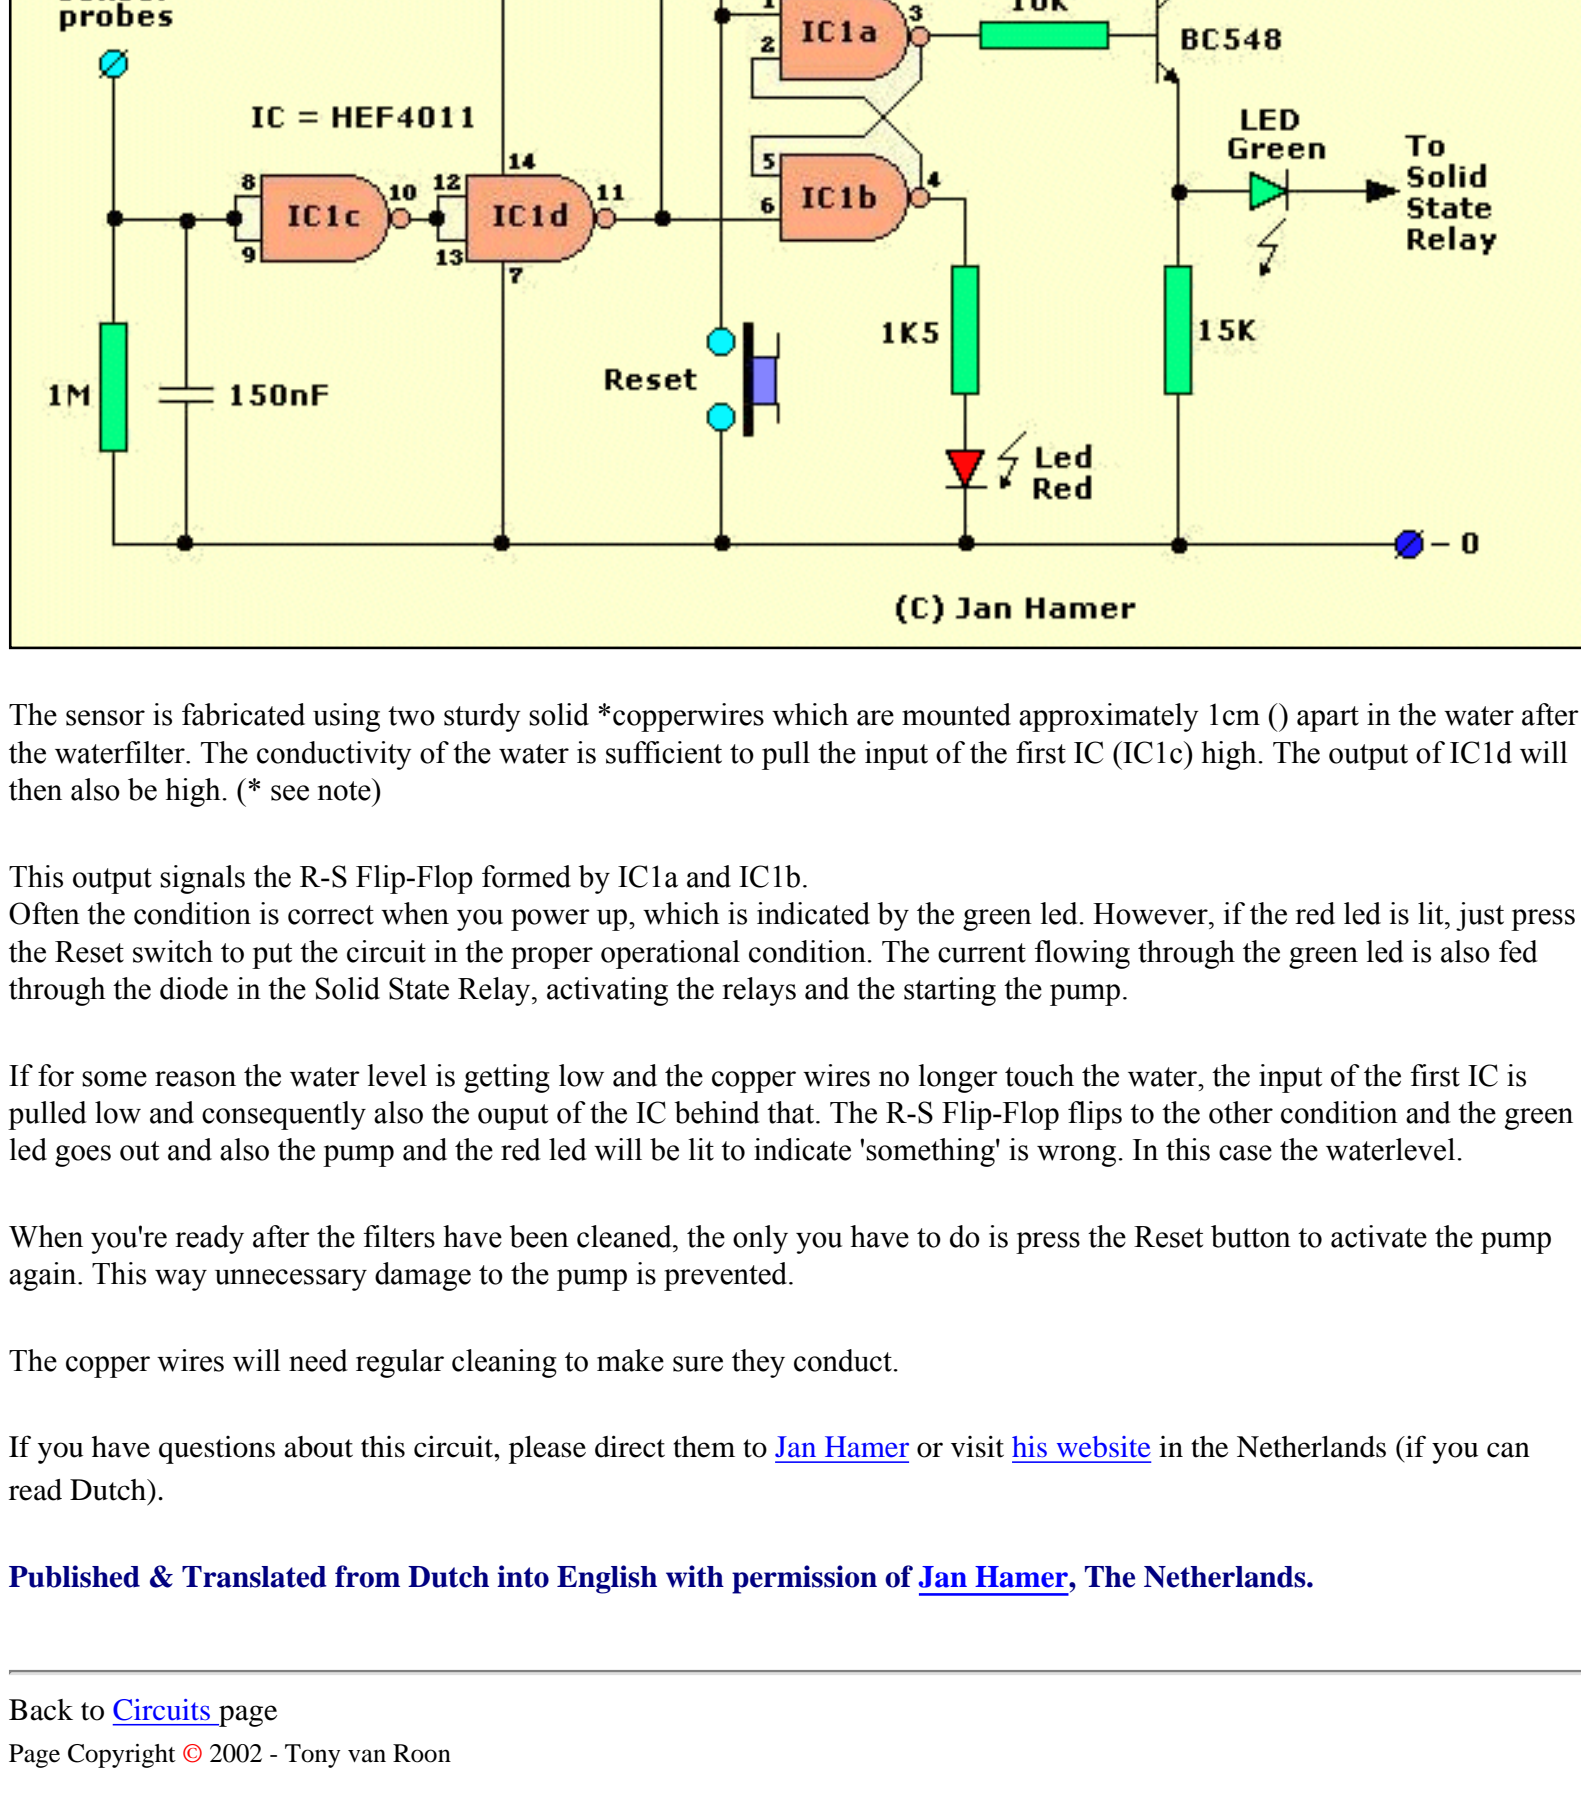 probes
1
3
10K
IC1a
2
BC548
IC = HEF4011
LED
Green
To
Solid
State
Relay
14
5
4
8
10
12
11
IC1c
IC1d
6
IC1b
9
13
7
1K5
15K
Reset
1M
150nF
Led
Red
- 0
(C) Jan Hamer
The sensor is fabricated using two sturdy solid *copperwires which are mounted approximately 1cm () apart in the water after
the waterfilter. The conductivity of the water is sufficient to pull the input of the first IC (IC1c) high. The output of IC1d will
then also be high. (* see note)
This output signals the R-S Flip-Flop formed by IC1a and IC1b.
Often the condition is correct when you power up, which is indicated by the green led. However, if the red led is lit, just press
the Reset switch to put the circuit in the proper operational condition. The current flowing through the green led is also fed
through the diode in the Solid State Relay, activating the relays and the starting the pump.
If for some reason the water level is getting low and the copper wires no longer touch the water, the input of the first IC is
pulled low and consequently also the ouput of the IC behind that. The R-S Flip-Flop flips to the other condition and the green
led goes out and also the pump and the red led will be lit to indicate 'something' is wrong. In this case the waterlevel.
When you're ready after the filters have been cleaned, the only you have to do is press the Reset button to activate the pump
again. This way unnecessary damage to the pump is prevented.
The copper wires will need regular cleaning to make sure they conduct.
If you have questions about this circuit, please direct them to Jan Hamer or visit his website in the Netherlands (if you can
read Dutch).
Published & Translated from Dutch into English with permission of Jan Hamer, The Netherlands.
Back to Circuits page
Page Copyright © 2002 - Tony van Roon